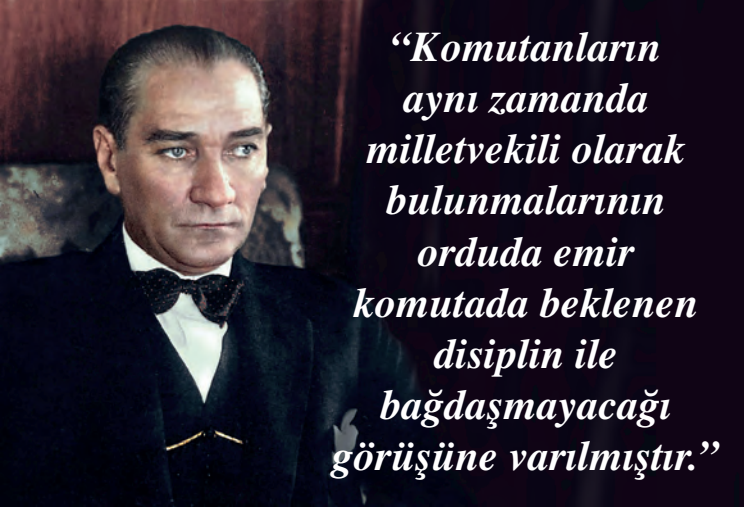 “Komutanların
aynı zamanda
milletvekili olarak
bulunmalarının
orduda emir
komutada beklenen
disiplin ile
bağdaşmayacağı
görüşüne varılmıştır.”